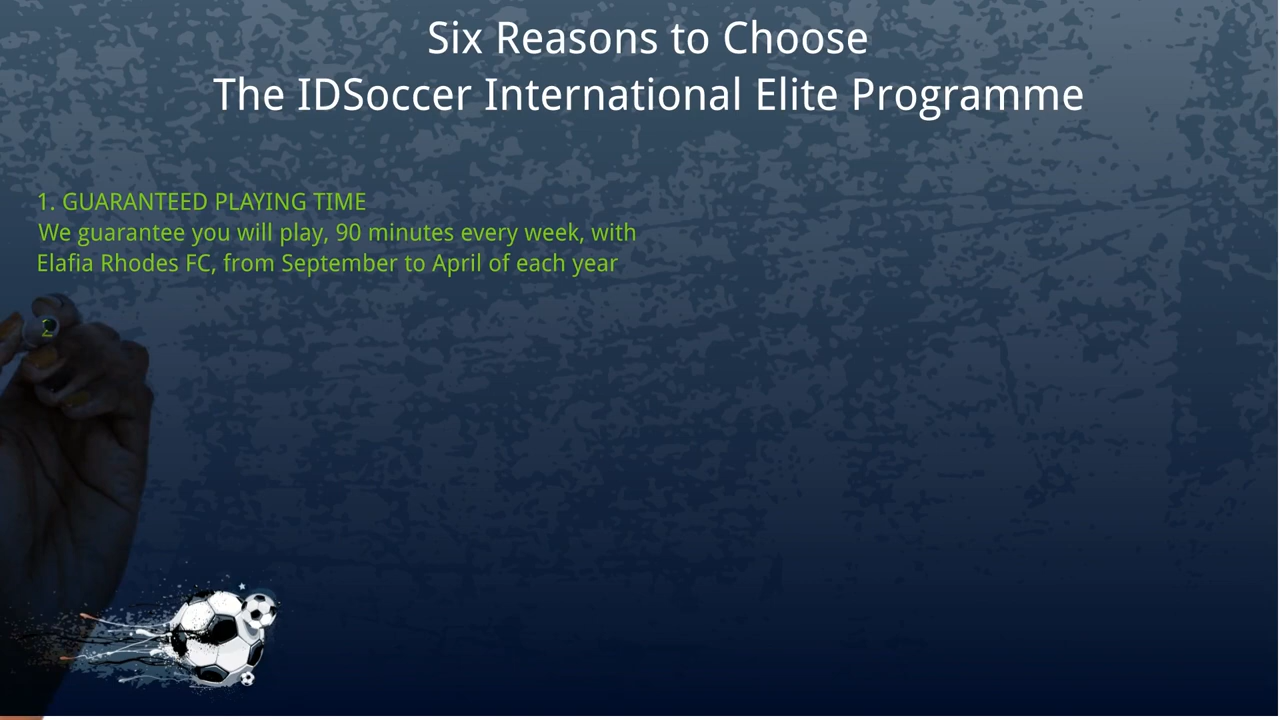 Six Reasons to Choose
The IDSoccer International Elite Programme
1. GUARANTEED PLAYING TIME
We guarantee you will play, 90 minutes every week, with
Elafia Rhodes FC, from September to April of each year
2